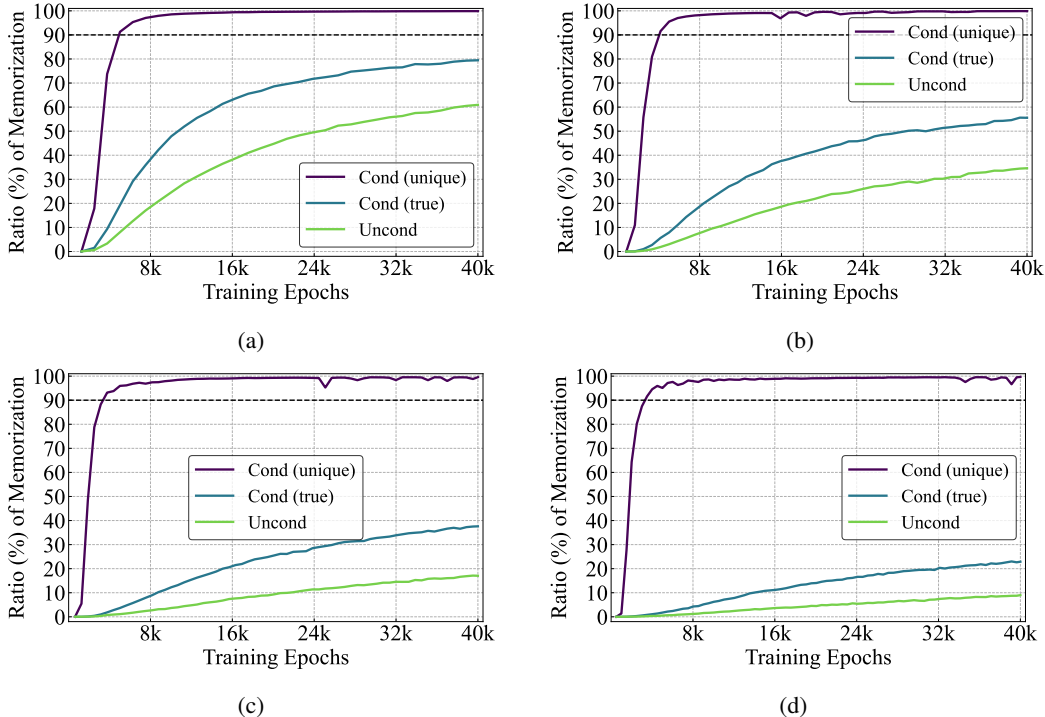 100
90
80
70
60
50
40
30
20
10
0
Ratio (%) of Memorization
Cond (unique)
Cond (true)
Uncond
8k 16k 24k 32k 40k
Training Epochs
(a)
100
90
80
70
60
50
40
30
20
10
0
Ratio (%) of Memorization
Cond (unique)
Cond (true)
Uncond
8k 16k 24k 32k 40k
Training Epochs
(b)
100
90
80
70
60
50
40
30
20
10
0
Ratio (%) of Memorization
Cond (unique)
Cond (true)
Uncond
8k 16k 24k 32k 40k
Training Epochs
(c)
100
90
80
70
60
50
40
30
20
10
0
Ratio (%) of Memorization
Cond (unique)
Cond (true)
Uncond
8k 16k 24k 32k 40k
Training Epochs
(d)